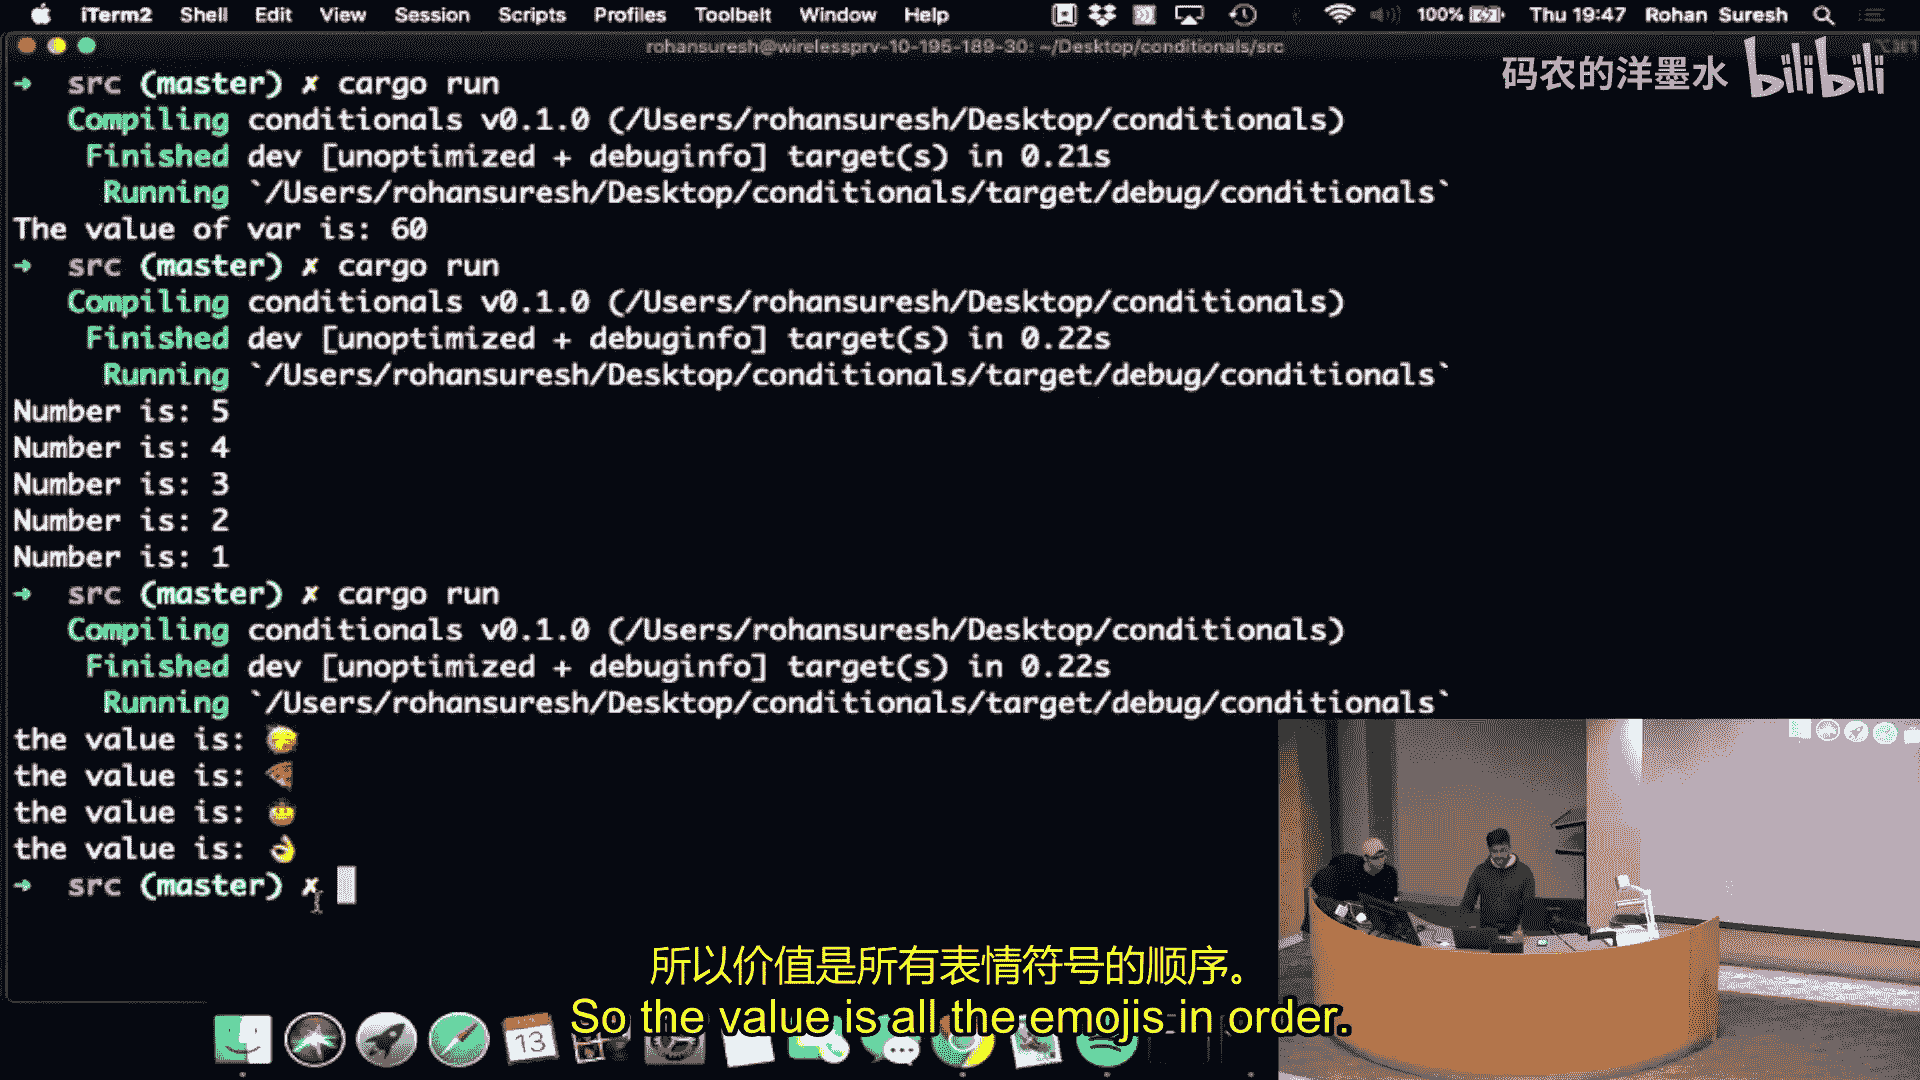 iTerm2 Shell Edit View Session Scripts Profiles Toolbelt Window Help 100% Thu 19:47 Rohan Suresh
rohansuresh@wirelessprv-10-195-189-30: ~/Desktop/conditionals/src
码农的洋墨水 bilibili
➜ src (master) ✗ cargo run
Compiling conditionals v0.1.0 (/Users/rohansuresh/Desktop/conditionals)
Finished dev [unoptimized + debuginfo] target(s) in 0.21s
Running `/Users/rohansuresh/Desktop/conditionals/target/debug/conditionals`
The value of var is: 60
➜ src (master) ✗ cargo run
Compiling conditionals v0.1.0 (/Users/rohansuresh/Desktop/conditionals)
Finished dev [unoptimized + debuginfo] target(s) in 0.22s
Running `/Users/rohansuresh/Desktop/conditionals/target/debug/conditionals`
Number is: 5
Number is: 4
Number is: 3
Number is: 2
Number is: 1
➜ src (master) ✗ cargo run
Compiling conditionals v0.1.0 (/Users/rohansuresh/Desktop/conditionals)
Finished dev [unoptimized + debuginfo] target(s) in 0.22s
Running `/Users/rohansuresh/Desktop/conditionals/target/debug/conditionals`
the value is:
the value is:
the value is:
the value is:
➜ src (master) ✗
所以价值是所有表情符号的顺序。
So the value is all the emojis in order.
13